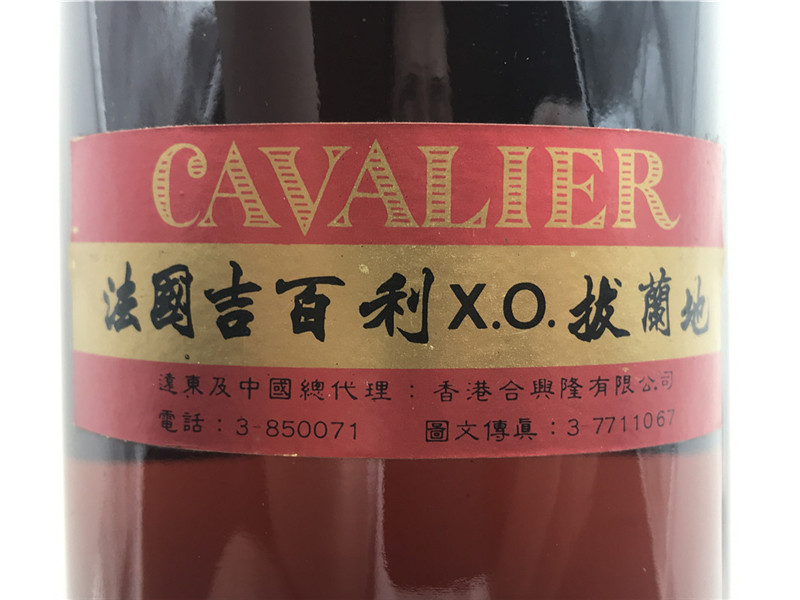 CAVALIER
法國吉百利X.O.拔蘭地
遠東及中國總代理：香港合興隆有限公司
電話：3-850071 圖文傳眞：3-7711067